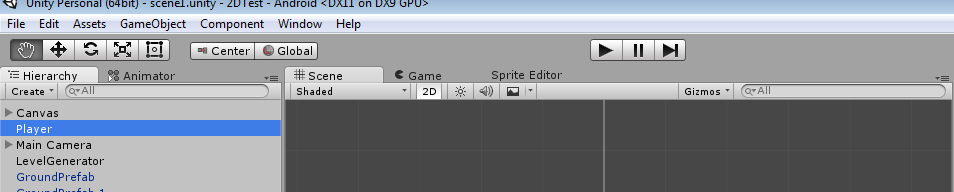 Unity Personal (64bit) - scene1.unity - 2DTest - Android <DX11 on DX9 GPU>
File Edit Assets GameObject Component Window Help
Center Global
Hierarchy Animator Scene Game Sprite Editor
Create All Shaded 2D Gizmos All
Canvas
Player
Main Camera
LevelGenerator
GroundPrefab
GroundPrefab 1